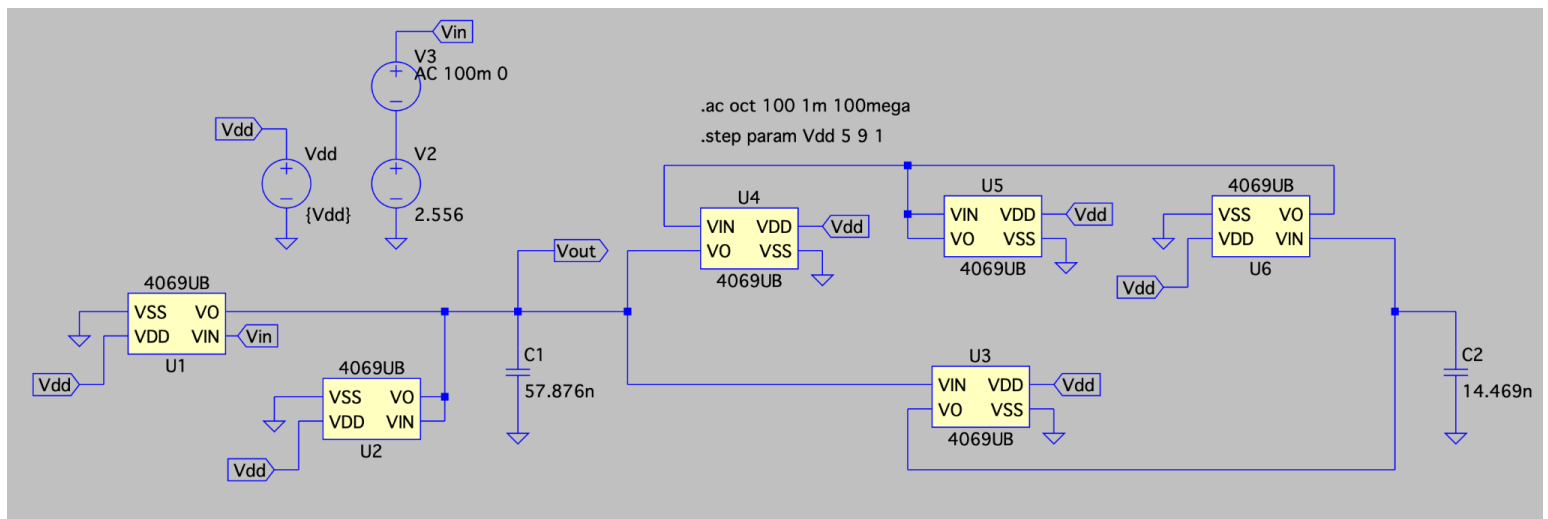 Vin
V3
AC 100m 0
.ac oct 100 1m 100mega
Vdd
.step param Vdd 5 9 1
Vdd
V2
{Vdd}
2.556
U4
VIN VDD
VO VSS
Vdd
4069UB
U5
VIN VDD
VO VSS
Vdd
4069UB
4069UB
VSS VO
VDD VIN
U6
Vdd
Vout
4069UB
VSS VO
VDD VIN
U1
Vin
Vdd
4069UB
VSS VO
VDD VIN
U2
Vdd
C1
57.876n
U3
VIN VDD
VO VSS
Vdd
4069UB
C2
14.469n